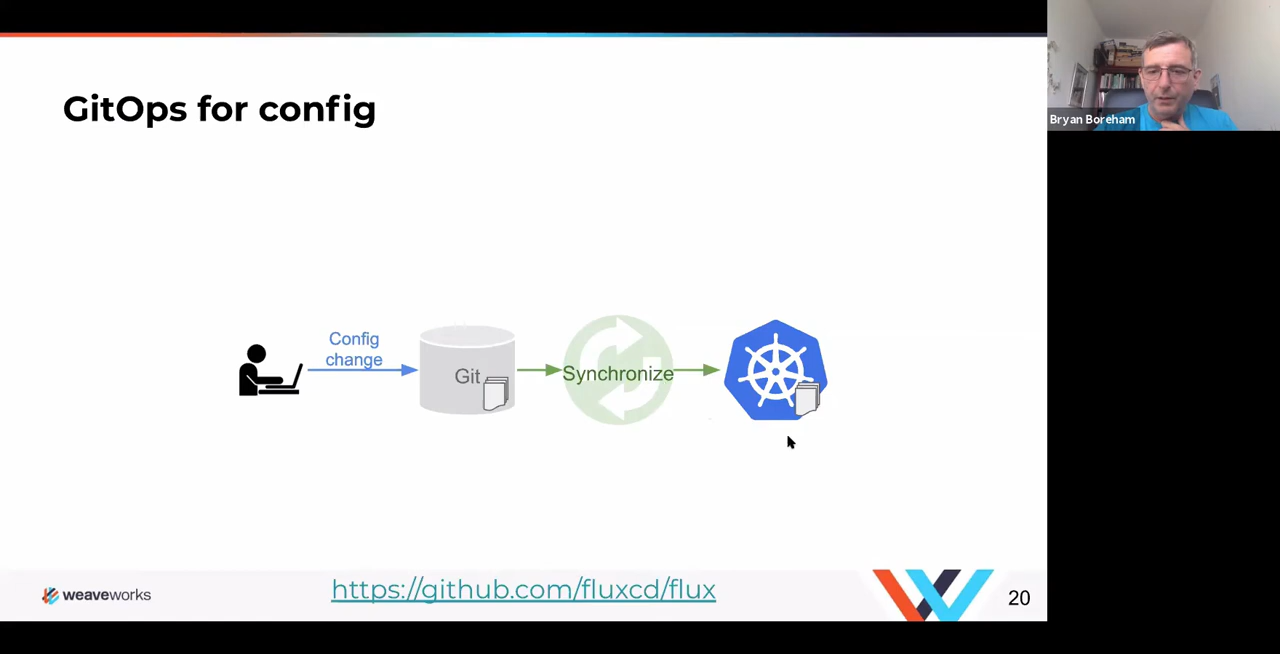 GitOps for config
Bryan Boreham
Config
change
Git
Synchronize
weaveworks
https://github.com/fluxcd/flux
20